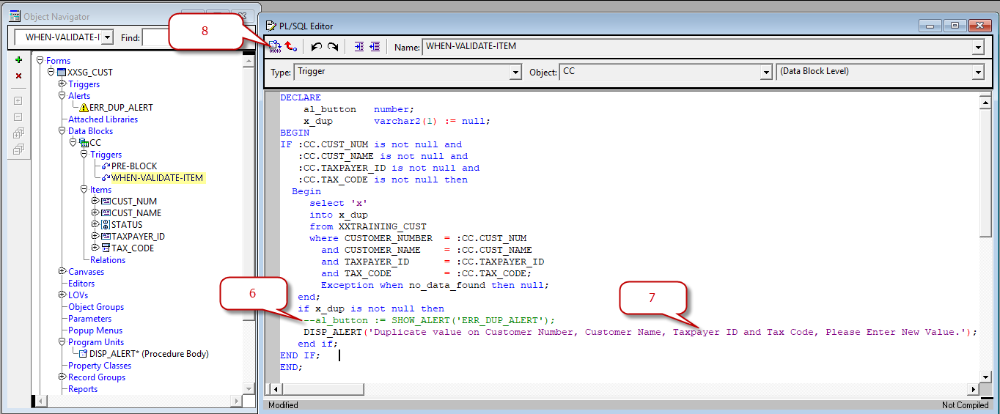 Object Navigator
WHEN-VALIDATE-I
Find:
8
Forms
XXSG_CUST
Triggers
Alerts
ERR_DUP_ALERT
Attached Libraries
Data Blocks
CC
Triggers
PRE-BLOCK
WHEN-VALIDATE-ITEM
Items
CUST_NUM
CUST_NAME
STATUS
TAXPAYER_ID
TAX_CODE
Relations
Canvases
Editors
LOVs
Object Groups
Parameters
Popup Menus
Program Units
DISP_ALERT* (Procedure Body)
Property Classes
Record Groups
Reports
PL/SQL Editor
Name: WHEN-VALIDATE-ITEM
Type: Trigger Object: CC (Data Block Level)
DECLARE
al_button number;
x_dup varchar2(1) := null;
BEGIN
IF :CC.CUST_NUM is not null and
:CC.CUST_NAME is not null and
:CC.TAXPAYER_ID is not null and
:CC.TAX_CODE is not null then
Begin
select 'x'
into x_dup
from XXTRAINING_CUST
where CUSTOMER_NUMBER = :CC.CUST_NUM
and CUSTOMER_NAME = :CC.CUST_NAME
and TAXPAYER_ID = :CC.TAXPAYER_ID
and TAX_CODE = :CC.TAX_CODE;
Exception when no_data_found then null;
end;
if x_dup is not null then
--al_button := SHOW_ALERT('ERR_DUP_ALERT');
DISP_ALERT('Duplicate value on Customer Number, Customer Name, Taxpayer ID and Tax Code, Please Enter New Value.');
end if;
END IF;
END;
6
7
Modified
Not Compiled